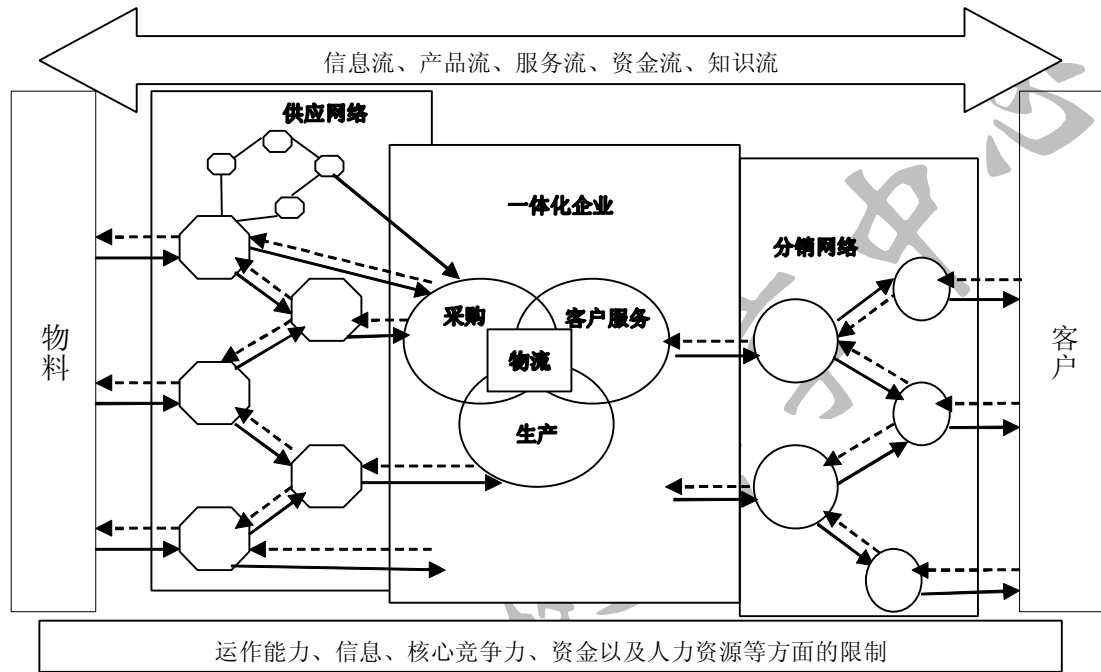 信息流、产品流、服务流、资金流、知识流
供应网络
一体化企业
分销网络
物料
采购
客户服务
物流
生产
客户
运作能力、信息、核心竞争力、资金以及人力资源等方面的限制